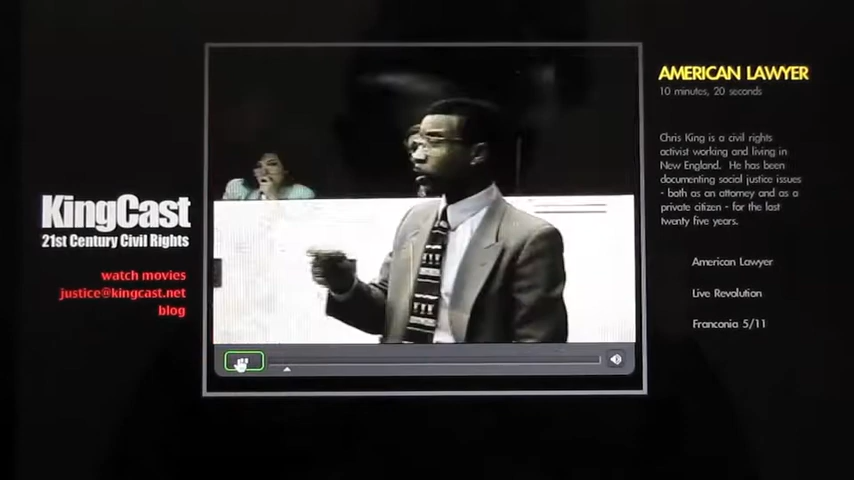 KingCast
21st Century Civil Rights
watch movies
justice@kingcast.net
blog
AMERICAN LAWYER
10 minutes, 20 seconds
Chris King is a civil rights
activist working and living in
New England. He has been
documenting social justice issues
- both as an attorney and as a
private citizen - for the last
twenty five years.
American Lawyer
Live Revolution
Franconia 5/11